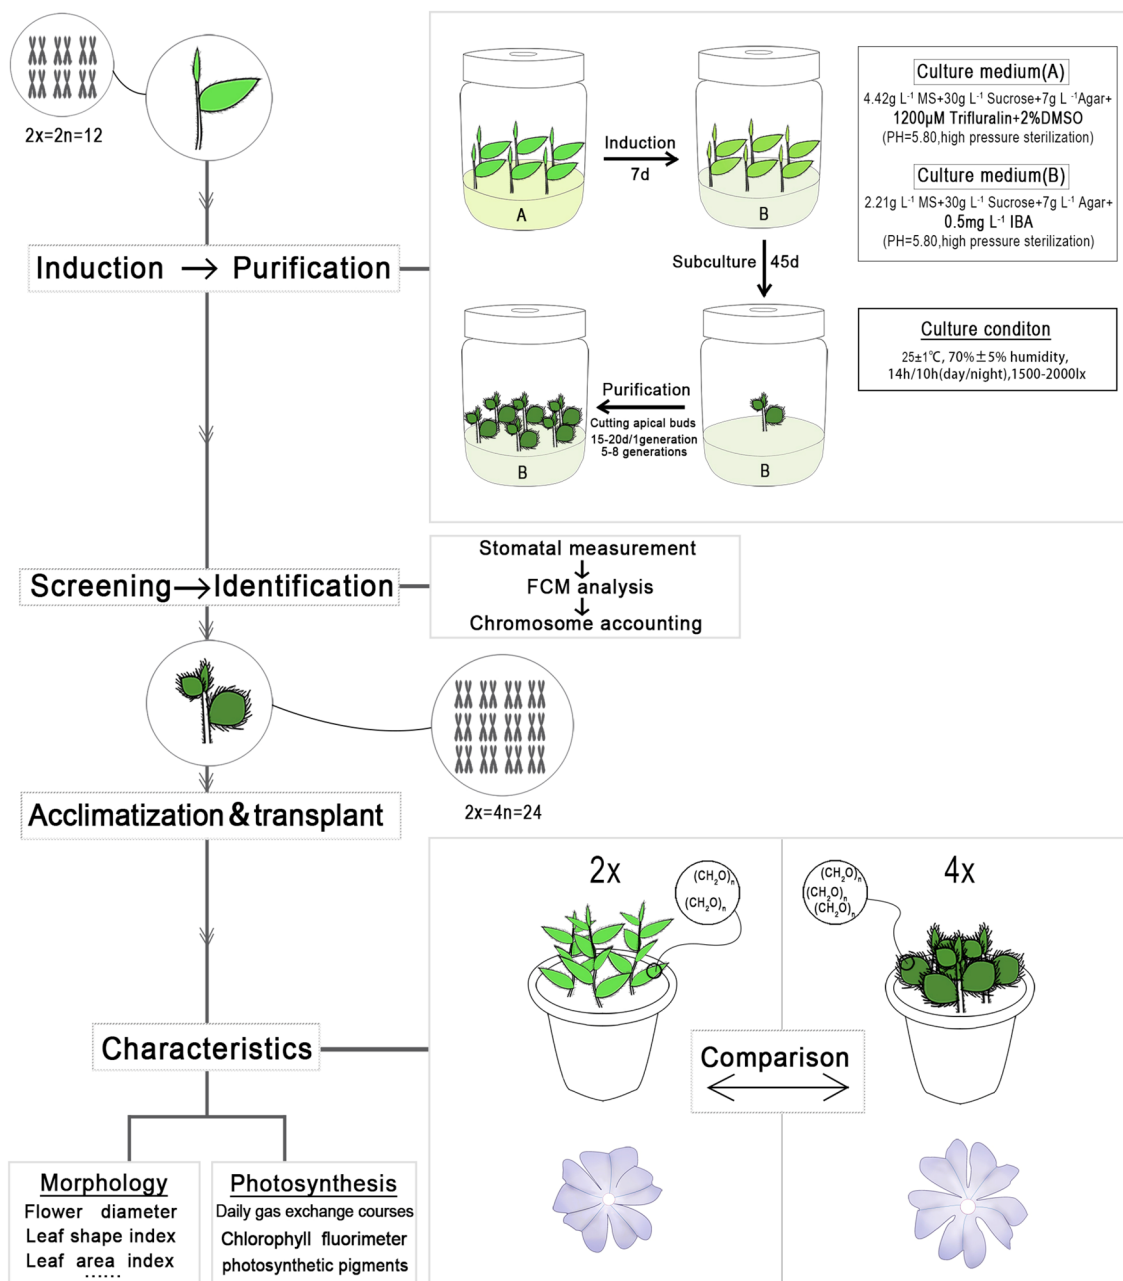 2x=2n=12
Induction → Purification
A
Induction
7d
B
Subculture 45d
B
Purification
Cutting apical buds
15-20d/1generation
5-8 generations
B
Culture medium(A)
4.42g L⁻¹ MS+30g L⁻¹ Sucrose+7g L ⁻¹Agar+
1200μM Trifluralin+2%DMSO
(PH=5.80,high pressure sterilization)
Culture medium(B)
2.21g L⁻¹ MS+30g L⁻¹ Sucrose+7g L⁻¹ Agar+
0.5mg L⁻¹ IBA
(PH=5.80,high pressure sterilization)
Culture conditon
25±1℃, 70%±5% humidity,
14h/10h(day/night),1500-2000lx
Screening→Identification
Stomatal measurement
↓
FCM analysis
↓
Chromosome accounting
2x=4n=24
Acclimatization&transplant
2x
(CH₂O)ₙ
(CH₂O)ₙ
4x
(CH₂O)ₙ
(CH₂O)ₙ
(CH₂O)ₙ
Characteristics
Comparison
Morphology
Flower diameter
Leaf shape index
Leaf area index
······
Photosynthesis
Daily gas exchange courses
Chlorophyll fluorimeter
photosynthetic pigments